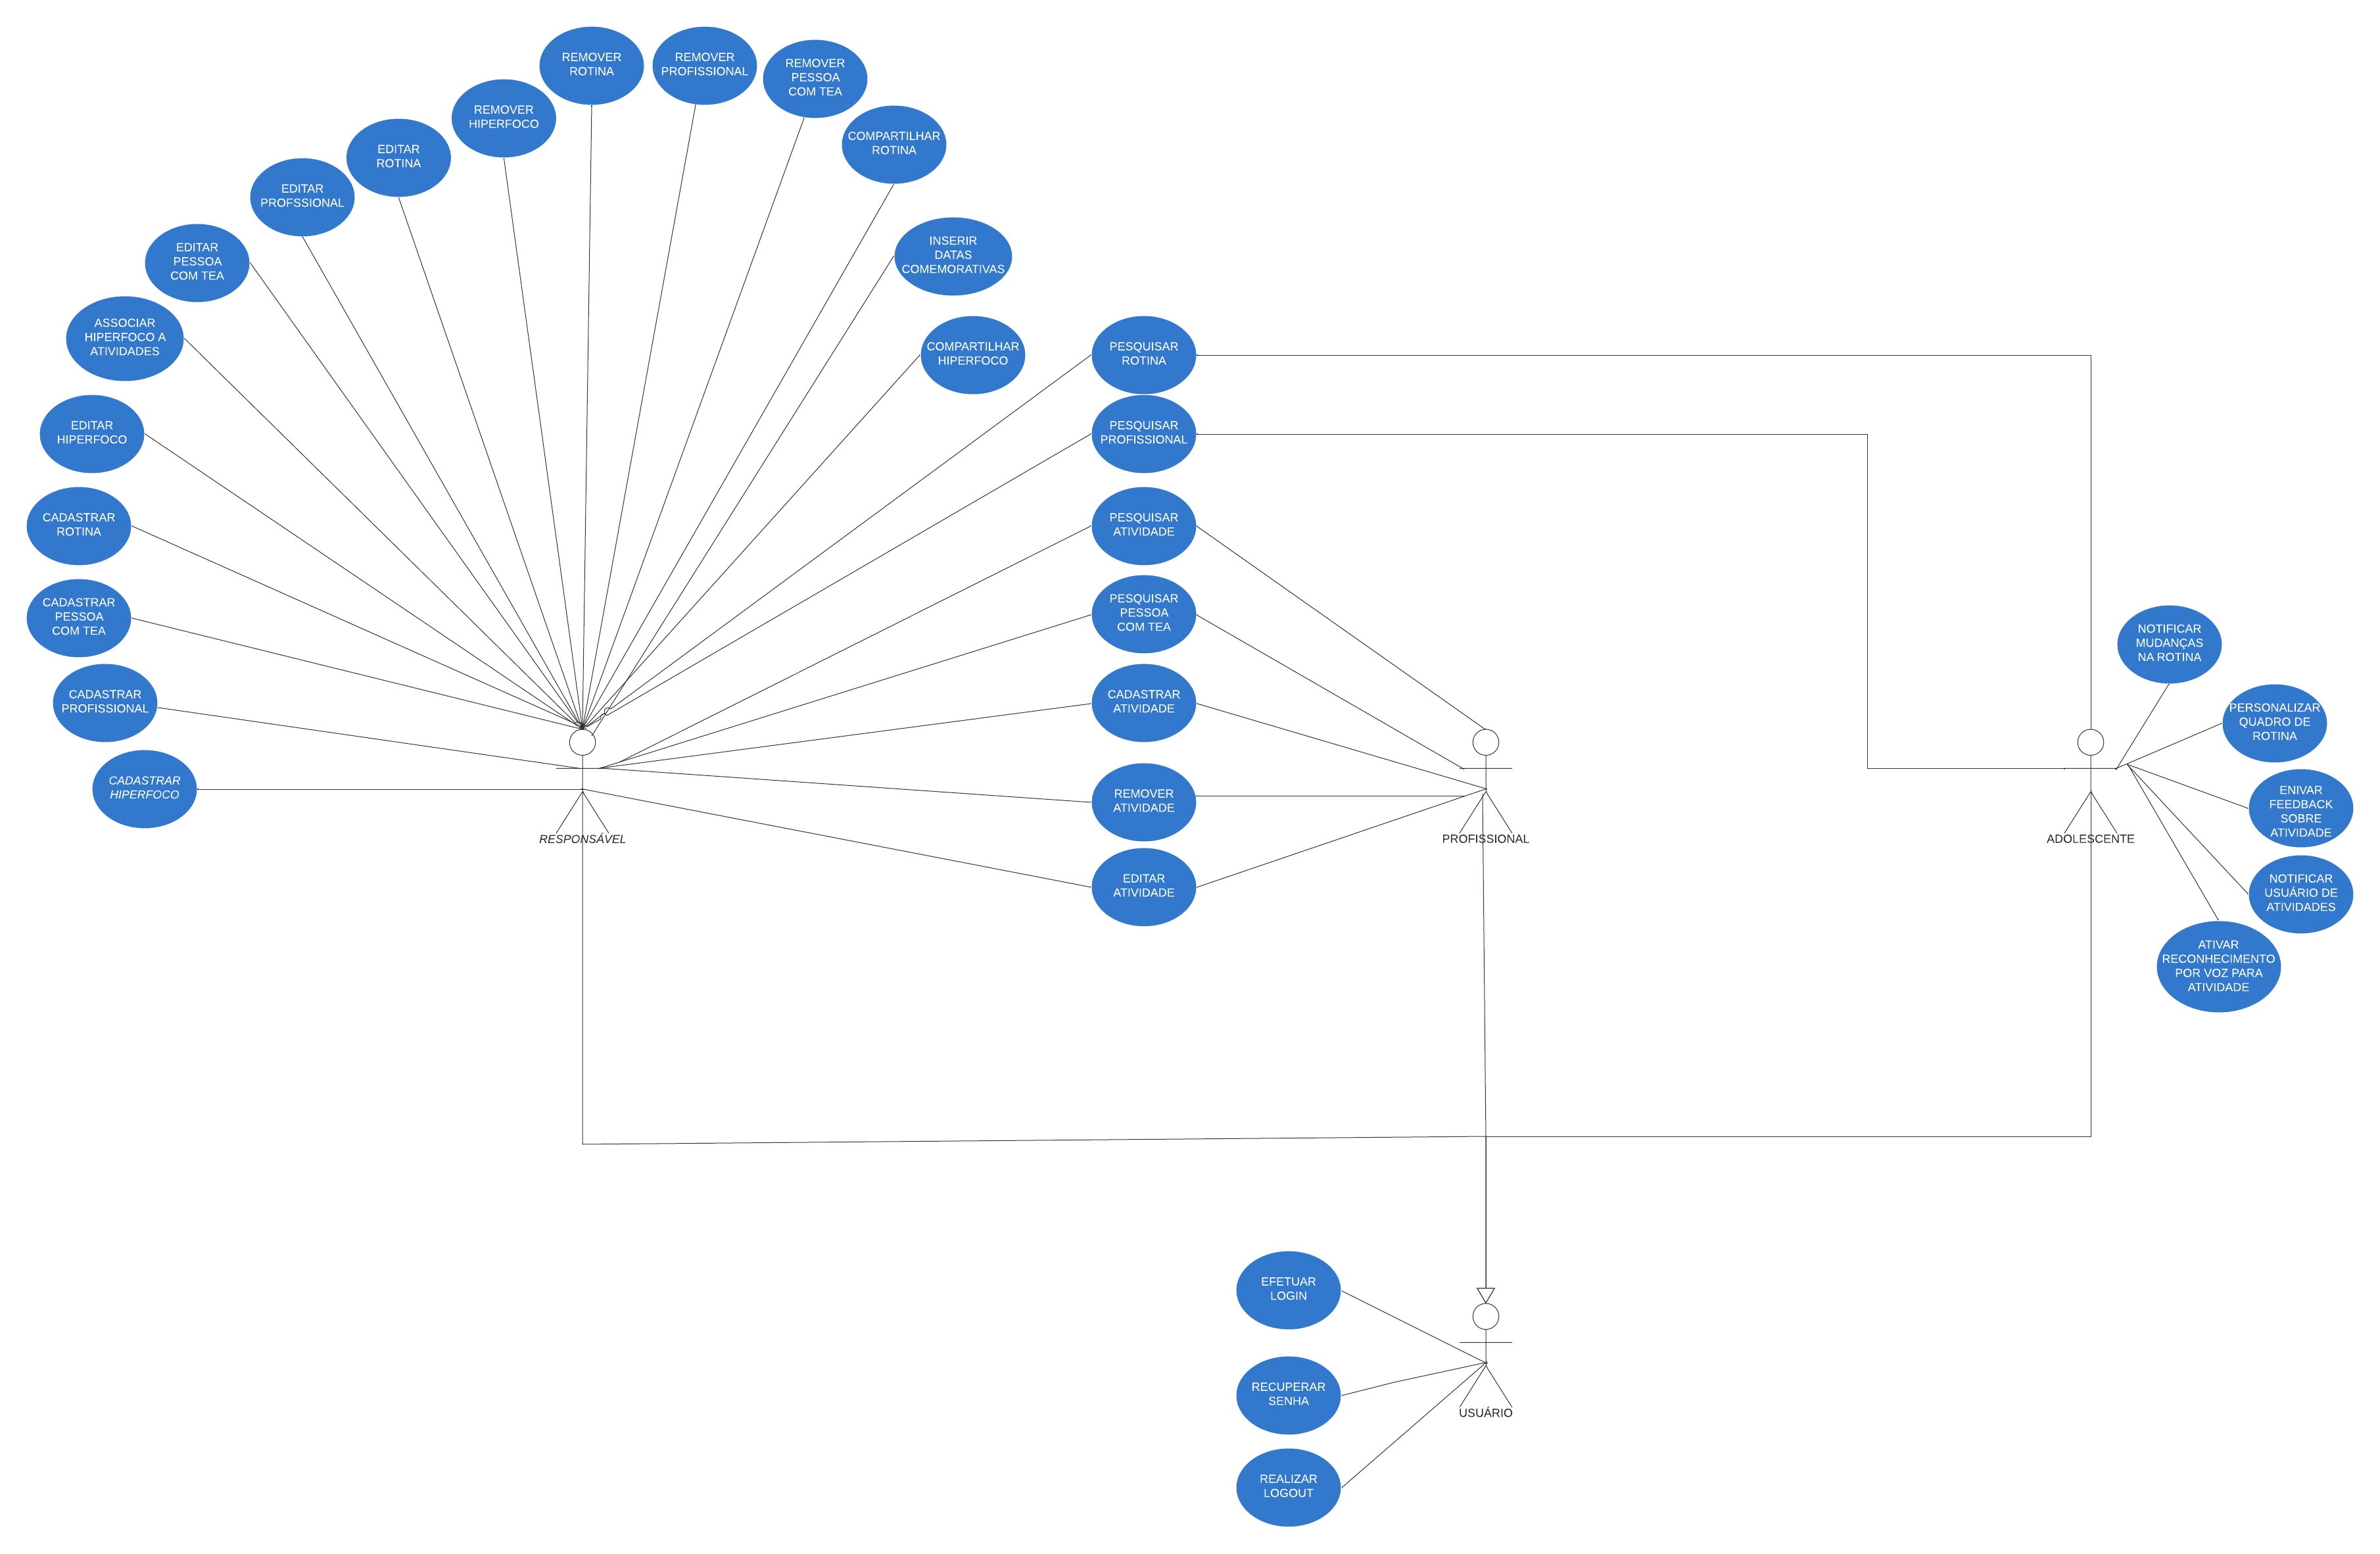 REMOVER
ROTINA
REMOVER
PROFISSIONAL
REMOVER
PESSOA
COM TEA
REMOVER
HIPERFOCO
COMPARTILHAR
ROTINA
EDITAR
ROTINA
EDITAR
PROFSSIONAL
INSERIR
DATAS
COMEMORATIVAS
EDITAR
PESSOA
COM TEA
ASSOCIAR
HIPERFOCO A
ATIVIDADES
COMPARTILHAR
HIPERFOCO
PESQUISAR
ROTINA
EDITAR
HIPERFOCO
PESQUISAR
PROFISSIONAL
CADASTRAR
ROTINA
PESQUISAR
ATIVIDADE
CADASTRAR
PESSOA
COM TEA
PESQUISAR
PESSOA
COM TEA
NOTIFICAR
MUDANÇAS
NA ROTINA
CADASTRAR
PROFISSIONAL
CADASTRAR
ATIVIDADE
PERSONALIZAR
QUADRO DE
ROTINA
CADASTRAR
HIPERFOCO
REMOVER
ATIVIDADE
ENIVAR
FEEDBACK
SOBRE
ATIVIDADE
RESPONSÁVEL
PROFISSIONAL
ADOLESCENTE
EDITAR
ATIVIDADE
NOTIFICAR
USUÁRIO DE
ATIVIDADES
ATIVAR
RECONHECIMENTO
POR VOZ PARA
ATIVIDADE
EFETUAR
LOGIN
RECUPERAR
SENHA
USUÁRIO
REALIZAR
LOGOUT